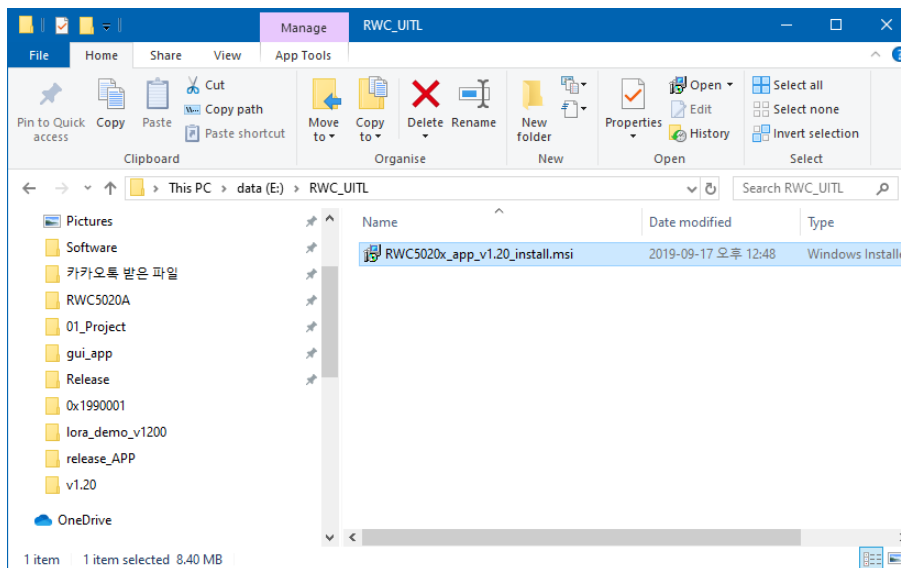 Manage
RWC_UITL
File
Home
Share
View
App Tools
Pin to Quick access
Copy
Paste
Cut
Copy path
Paste shortcut
Clipboard
Move to
Copy to
Delete
Rename
Organise
New folder
New
Properties
Open
Edit
History
Open
Select all
Select none
Invert selection
Select
This PC > data (E:) > RWC_UITL
Search RWC_UITL
Pictures
Software
카카오톡 받은 파일
RWC5020A
01_Project
gui_app
Release
0x1990001
lora_demo_v1200
release_APP
v1.20
OneDrive
Name Date modified Type
RWC5020x_app_v1.20_install.msi 2019-09-17 오후 12:48 Windows Installe
1 item 1 item selected 8.40 MB